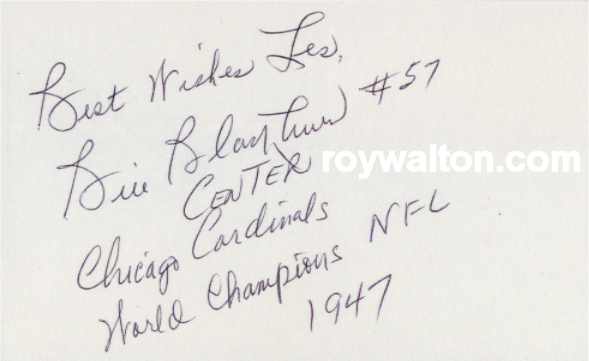 Best Wishes Les,
Bill Blackburn #57
CENTER
roywalton.com
Chicago Cardinals
World Champions NFL
1947